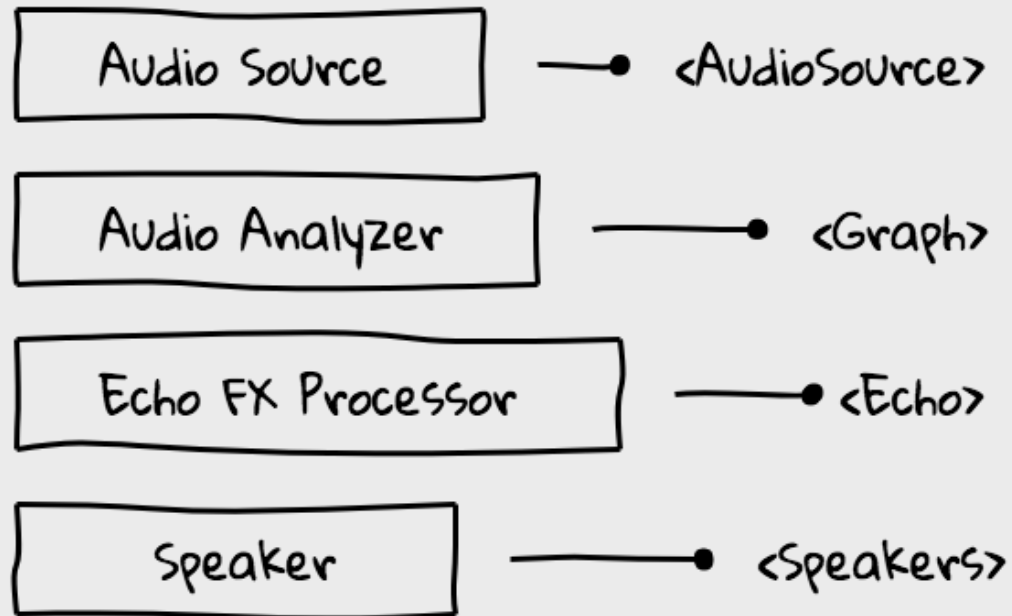 Audio Source <AudioSource>
Audio Analyzer <Graph>
Echo FX Processor <Echo>
Speaker <Speakers>